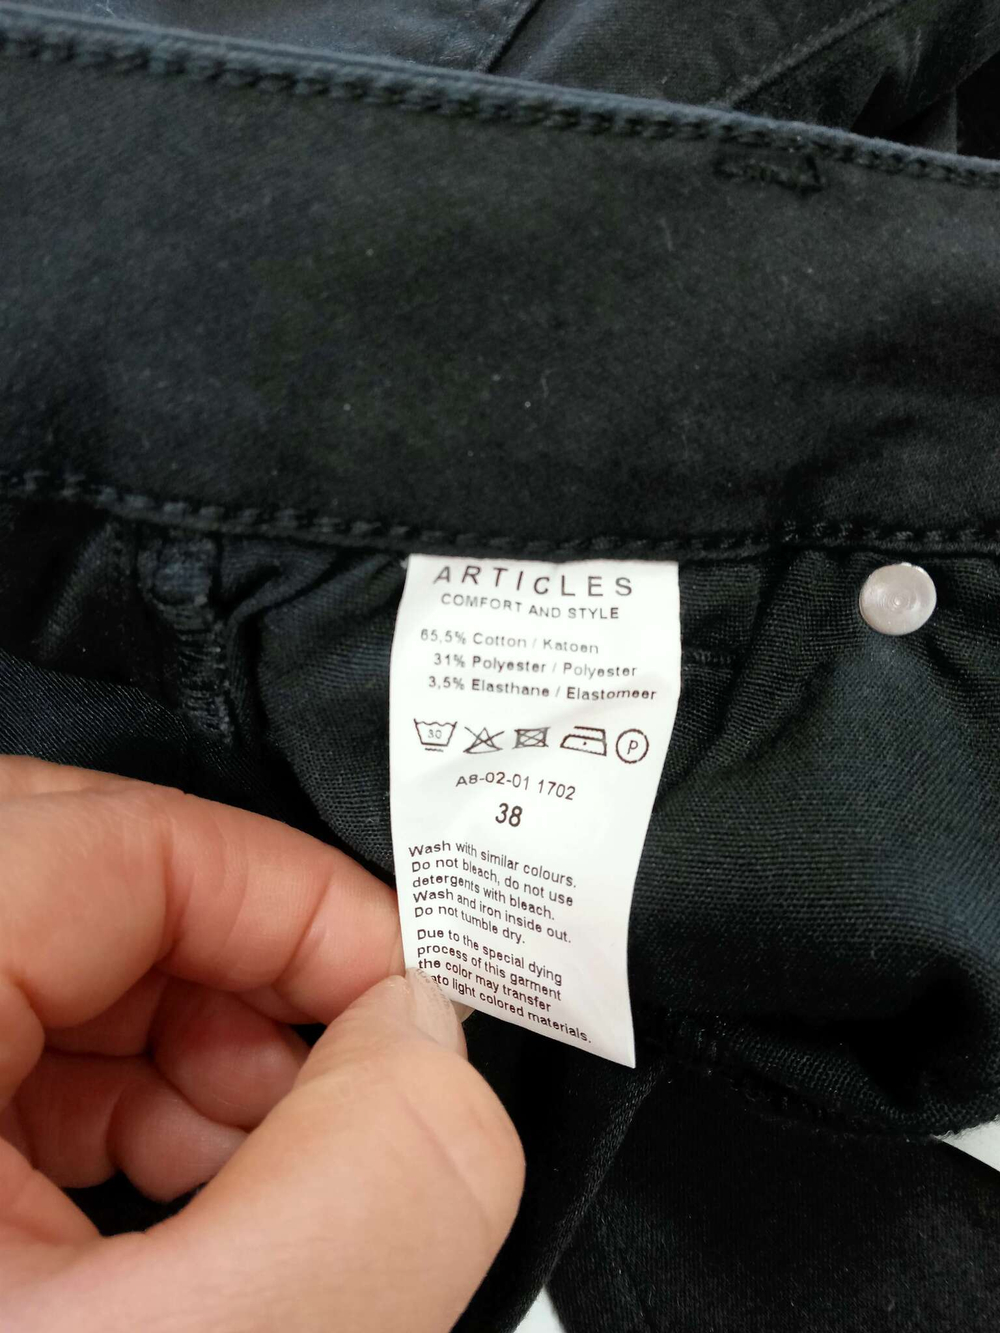 ARTICLES
COMFORT AND STYLE
65,5% Cotton / Katoen
31% Polyester / Polyester
3,5% Elasthane / Elastomeer
30 P
A8-02-01 1702
38
Wash with similar colours.
Do not bleach, do not use
detergents with bleach.
Wash and iron inside out.
Do not tumble dry.
Due to the special dying
process of this garment
the color may transfer
light colored materials.